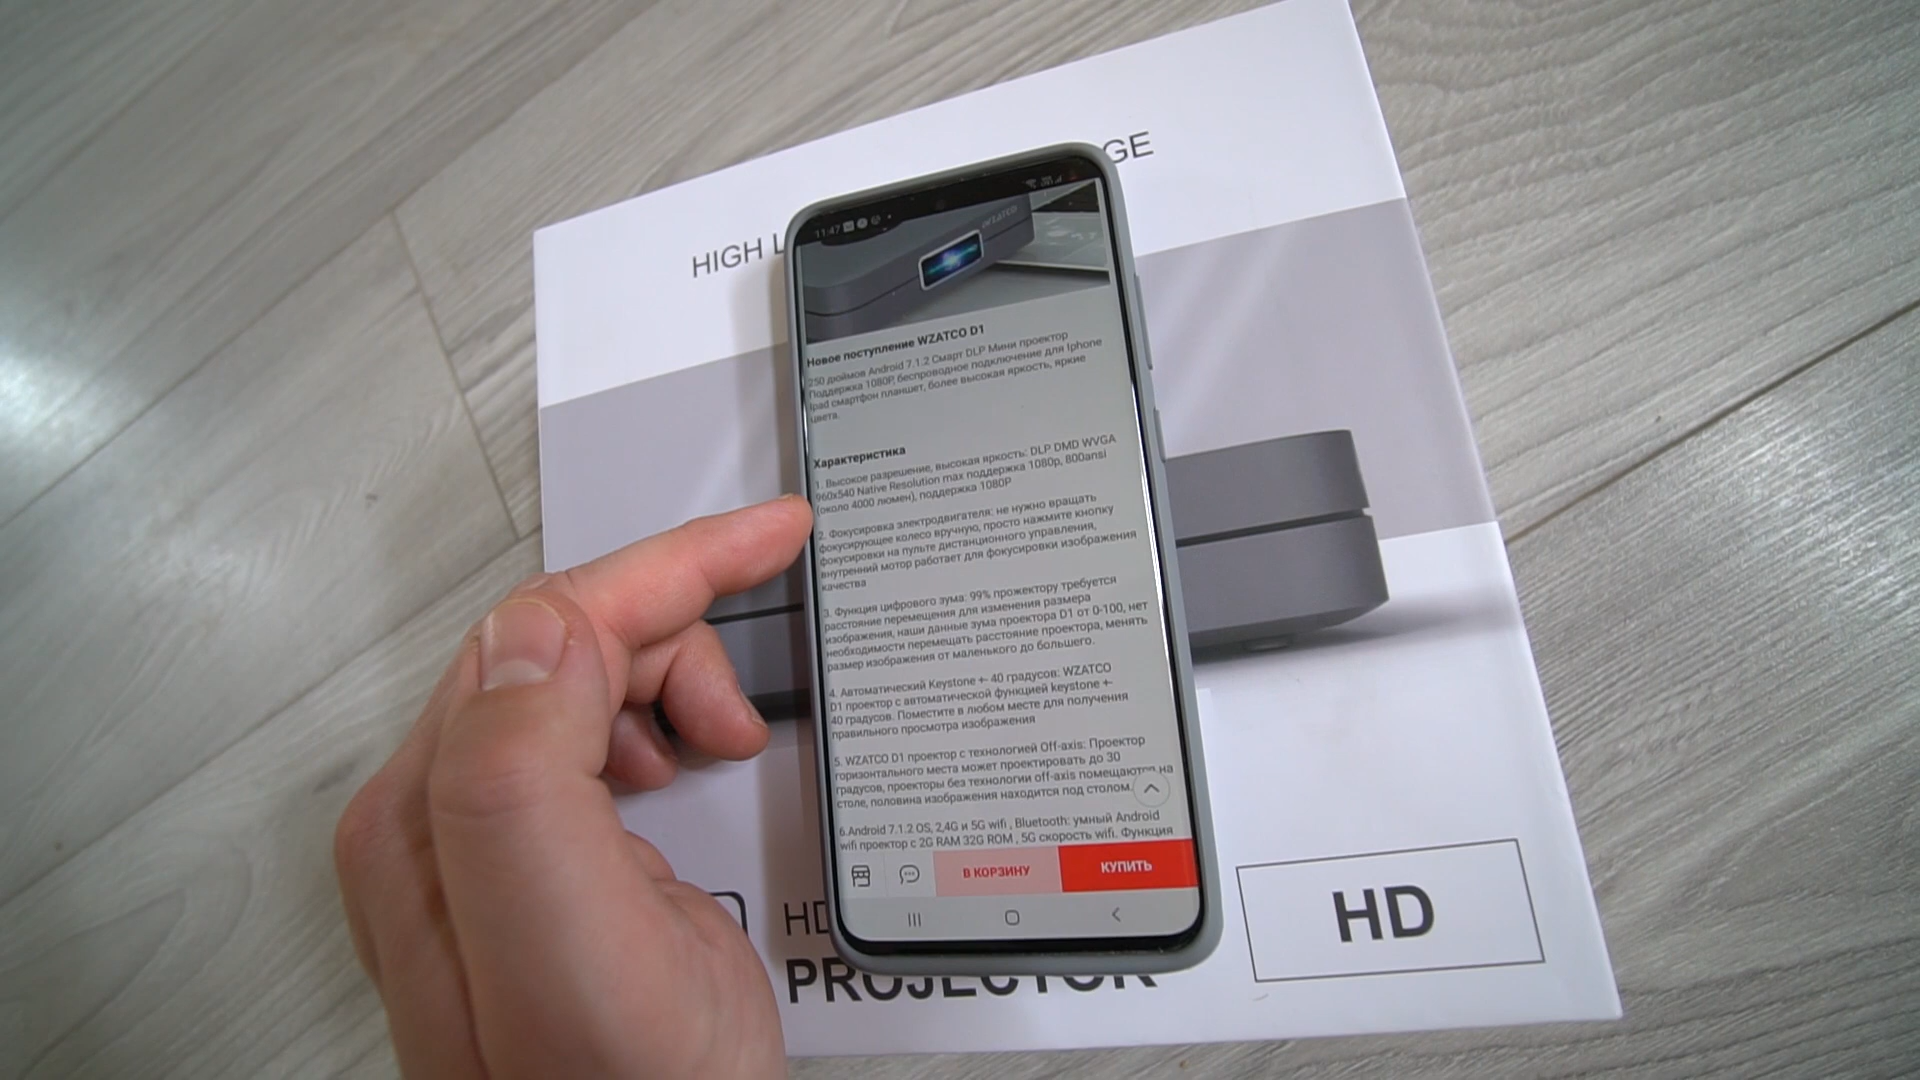 HIGH L
GE
11:47
WZATCO
Новое поступление WZATCO D1
250 дюймов Android 7.1.2 Смарт DLP Мини проектор
Поддержка 1080P, беспроводное подключение для Iphone
Ipad смартфон планшет, более высокая яркость, яркие
цвета.
Характеристика
1. Высокое разрешение, высокая яркость: DLP DMD WVGA
960x540 Native Resolution max поддержка 1080p, 800ansi
(около 4000 люмен), поддержка 1080P
2. Фокусировка электродвигателя: не нужно вращать
фокусирующее колесо вручную, просто нажмите кнопку
фокусировки на пульте дистанционного управления,
внутренний мотор работает для фокусировки изображения
качества
3. Функция цифрового зума: 99% прожектору требуется
расстояние перемещения для изменения размера
изображения, наши данные зума проектора D1 от 0-100, нет
необходимости перемещать расстояние проектора, менять
размер изображения от маленького до большего.
4. Автоматический Keystone +- 40 градусов: WZATCO
D1 проектор с автоматической функцией keystone +-
40 градусов. Поместите в любом месте для получения
правильного просмотра изображения
5. WZATCO D1 проектор с технологией Off-axis: Проектор
горизонтального места может проектировать до 30
градусов, проекторы без технологии off-axis помещаются на
столе, половина изображения находится под столом.
6.Android 7.1.2 OS, 2,4G и 5G wifi , Bluetooth: умный Android
wifi проектор с 2G RAM 32G ROM , 5G скорость wifi. Функция
В КОРЗИНУ
КУПИТЬ
HD
PROJECTOR
HD